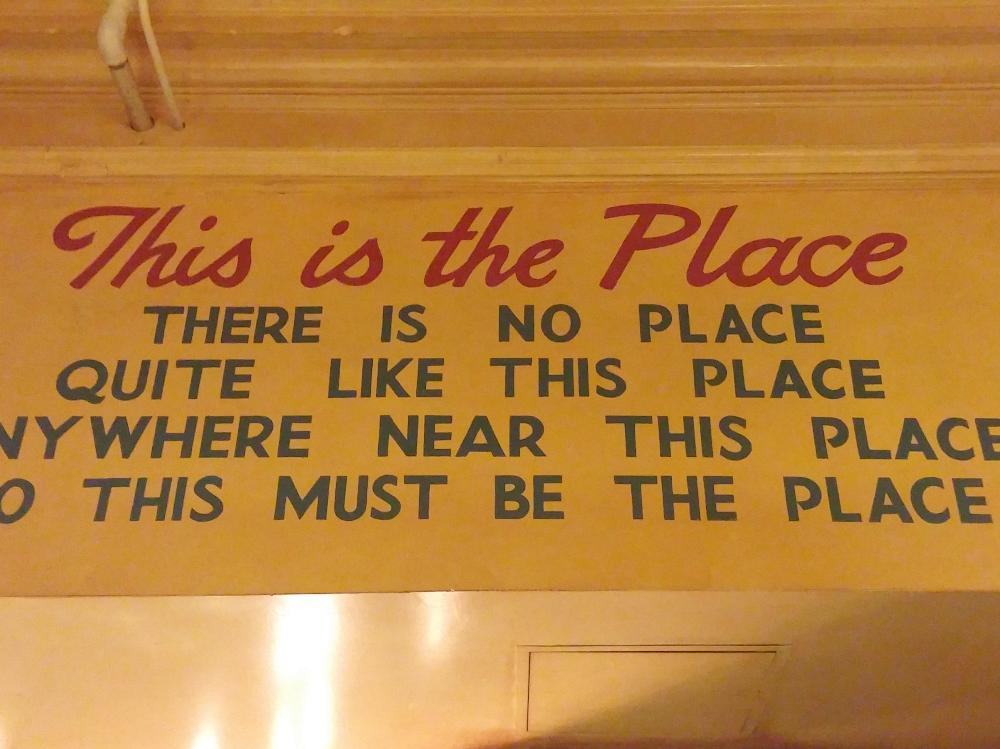 This is the Place
THERE IS NO PLACE
QUITE LIKE THIS PLACE
NYWHERE NEAR THIS PLACE
O THIS MUST BE THE PLACE